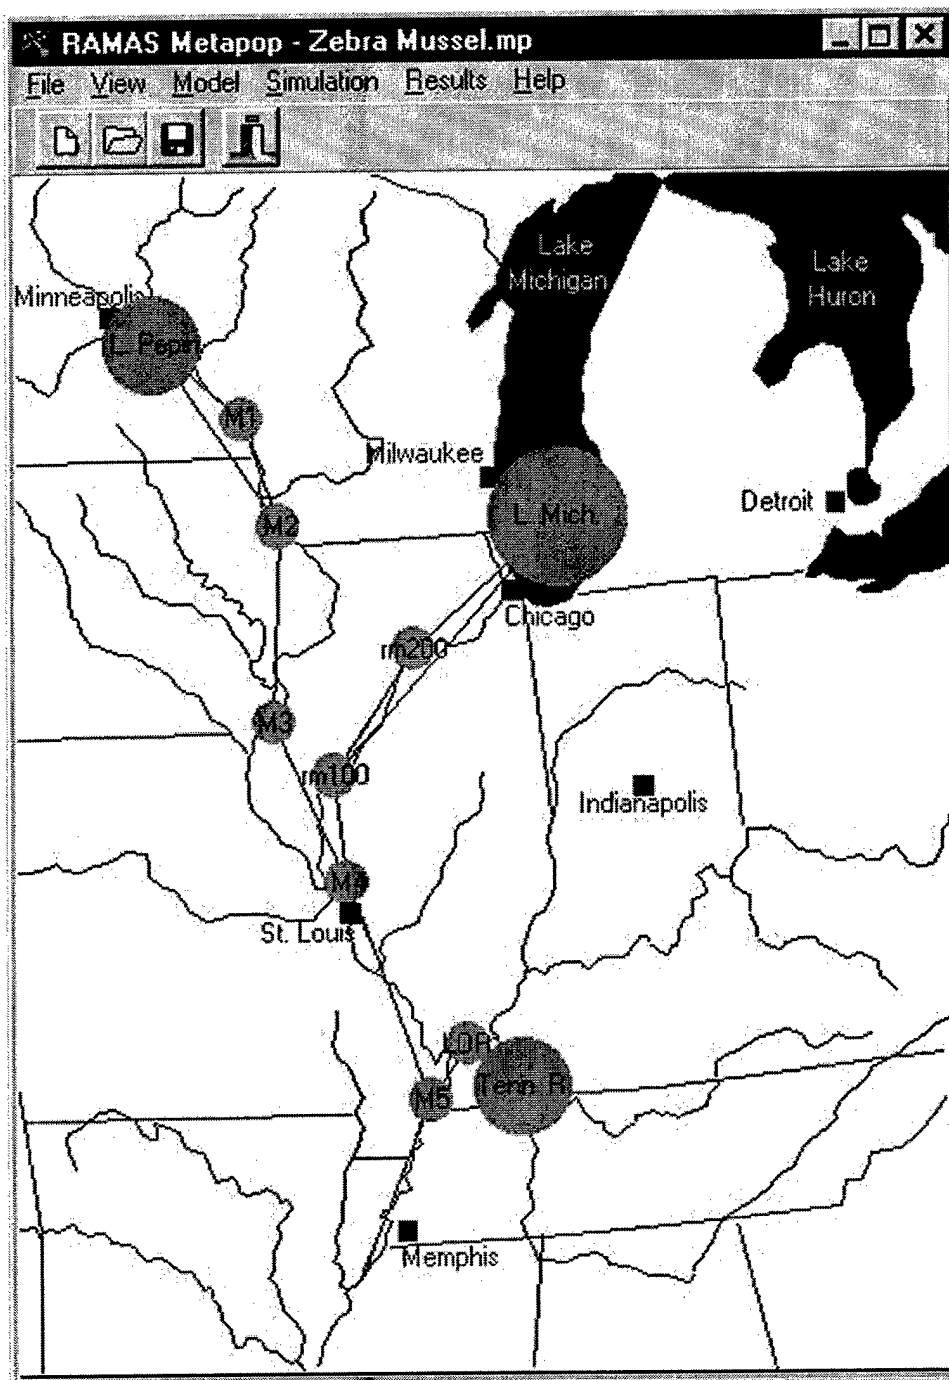 RAMAS Metapop - Zebra Mussel.mp
File View Model Simulation Results Help
Lake
Michigan
Lake
Huron
Minneapolis
L. Pepin
M1
Milwaukee
M2
L. Mich.
Detroit
Chicago
rm200
M3
rm100
Indianapolis
M4
St. Louis
LDR
Tenn. R.
M5
Memphis